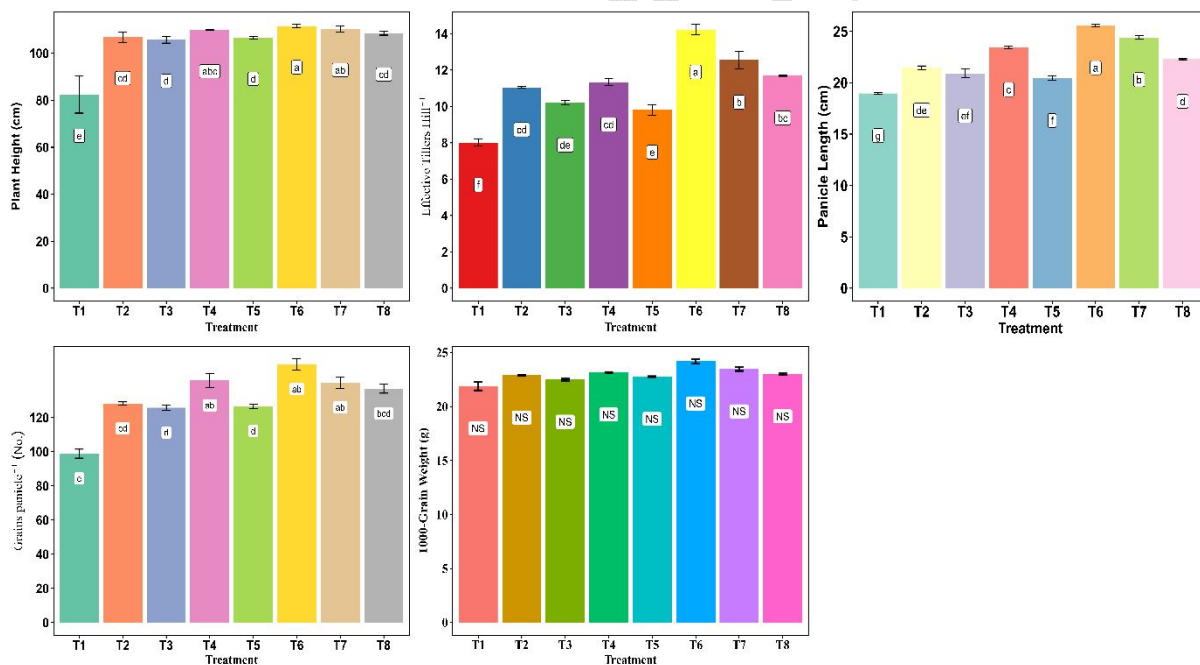 Plant Height (cm)
100
80
60
40
20
0
e
cd
d
abc
d
a
ab
cd
T1 T2 T3 T4 T5 T6 T7 T8
Treatment
Effective Tillers Hill⁻¹
14
12
10
8
6
4
2
0
f
cd
de
cd
e
a
b
bc
T1 T2 T3 T4 T5 T6 T7 T8
Treatment
Panicle Length (cm)
25
20
15
10
5
0
g
de
ef
c
f
a
b
d
T1 T2 T3 T4 T5 T6 T7 T8
Treatment
Grains panicle⁻¹ (No.)
120
100
80
60
40
20
0
cd
d
ab
d
ab
ab
bcd
T1 T2 T3 T4 T5 T6 T7 T8
Treatment
1000-Grain Weight (g)
25
20
15
10
5
0
NS
NS
NS
NS
NS
NS
NS
NS
T1 T2 T3 T4 T5 T6 T7 T8
Treatment